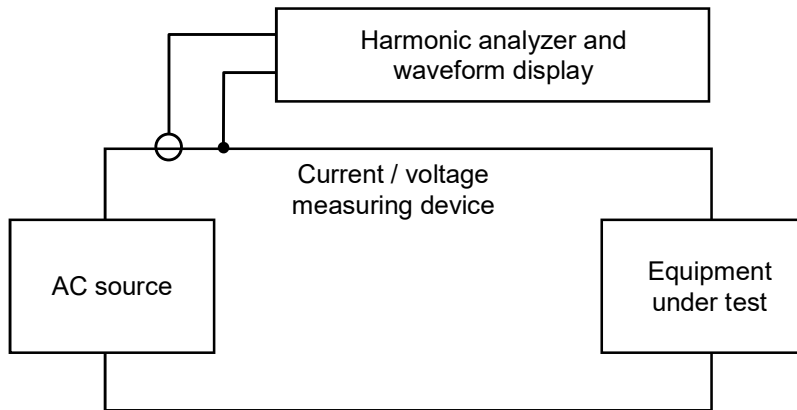 Harmonic analyzer and
waveform display
Current / voltage
measuring device
AC source
Equipment
under test